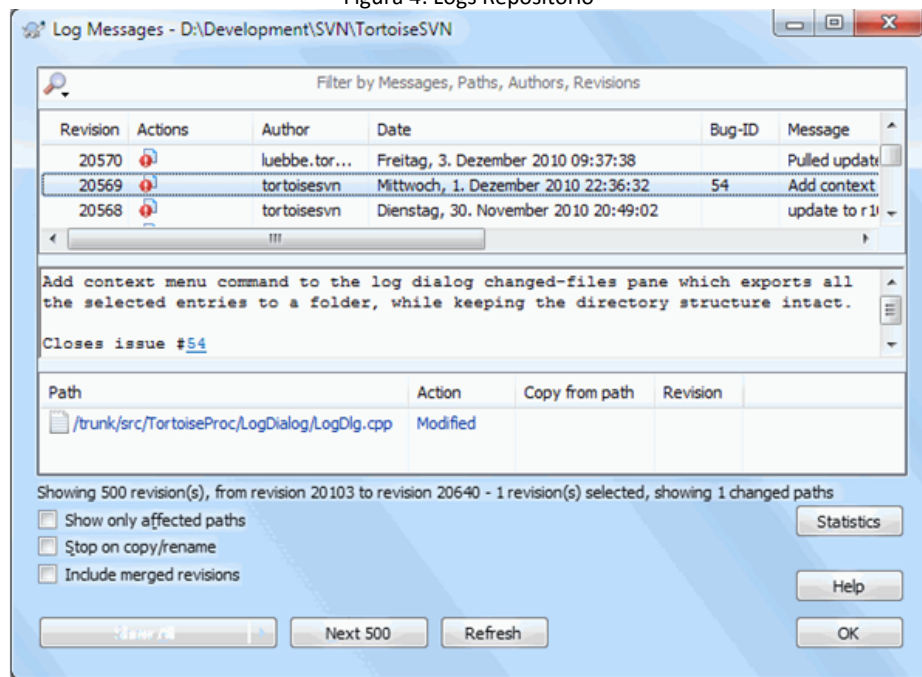 Figura 4. Logs Repositorio
Log Messages - D:\Development\SVN\TortoiseSVN
Filter by Messages, Paths, Authors, Revisions
Revision Actions Author Date Bug-ID Message
20570 luebbe.tor... Freitag, 3. Dezember 2010 09:37:38 Pulled update
20569 tortoisesvn Mittwoch, 1. Dezember 2010 22:36:32 54 Add context
20568 tortoisesvn Dienstag, 30. November 2010 20:49:02 update to r1
Add context menu command to the log dialog changed-files pane which exports all
the selected entries to a folder, while keeping the directory structure intact.
Closes issue #54
Path Action Copy from path Revision
/trunk/src/TortoiseProc/LogDialog/LogDlg.cpp Modified
Showing 500 revision(s), from revision 20103 to revision 20640 - 1 revision(s) selected, showing 1 changed paths
Show only affected paths
Statistics
Stop on copy/rename
Include merged revisions
Help
Next 500 Refresh OK